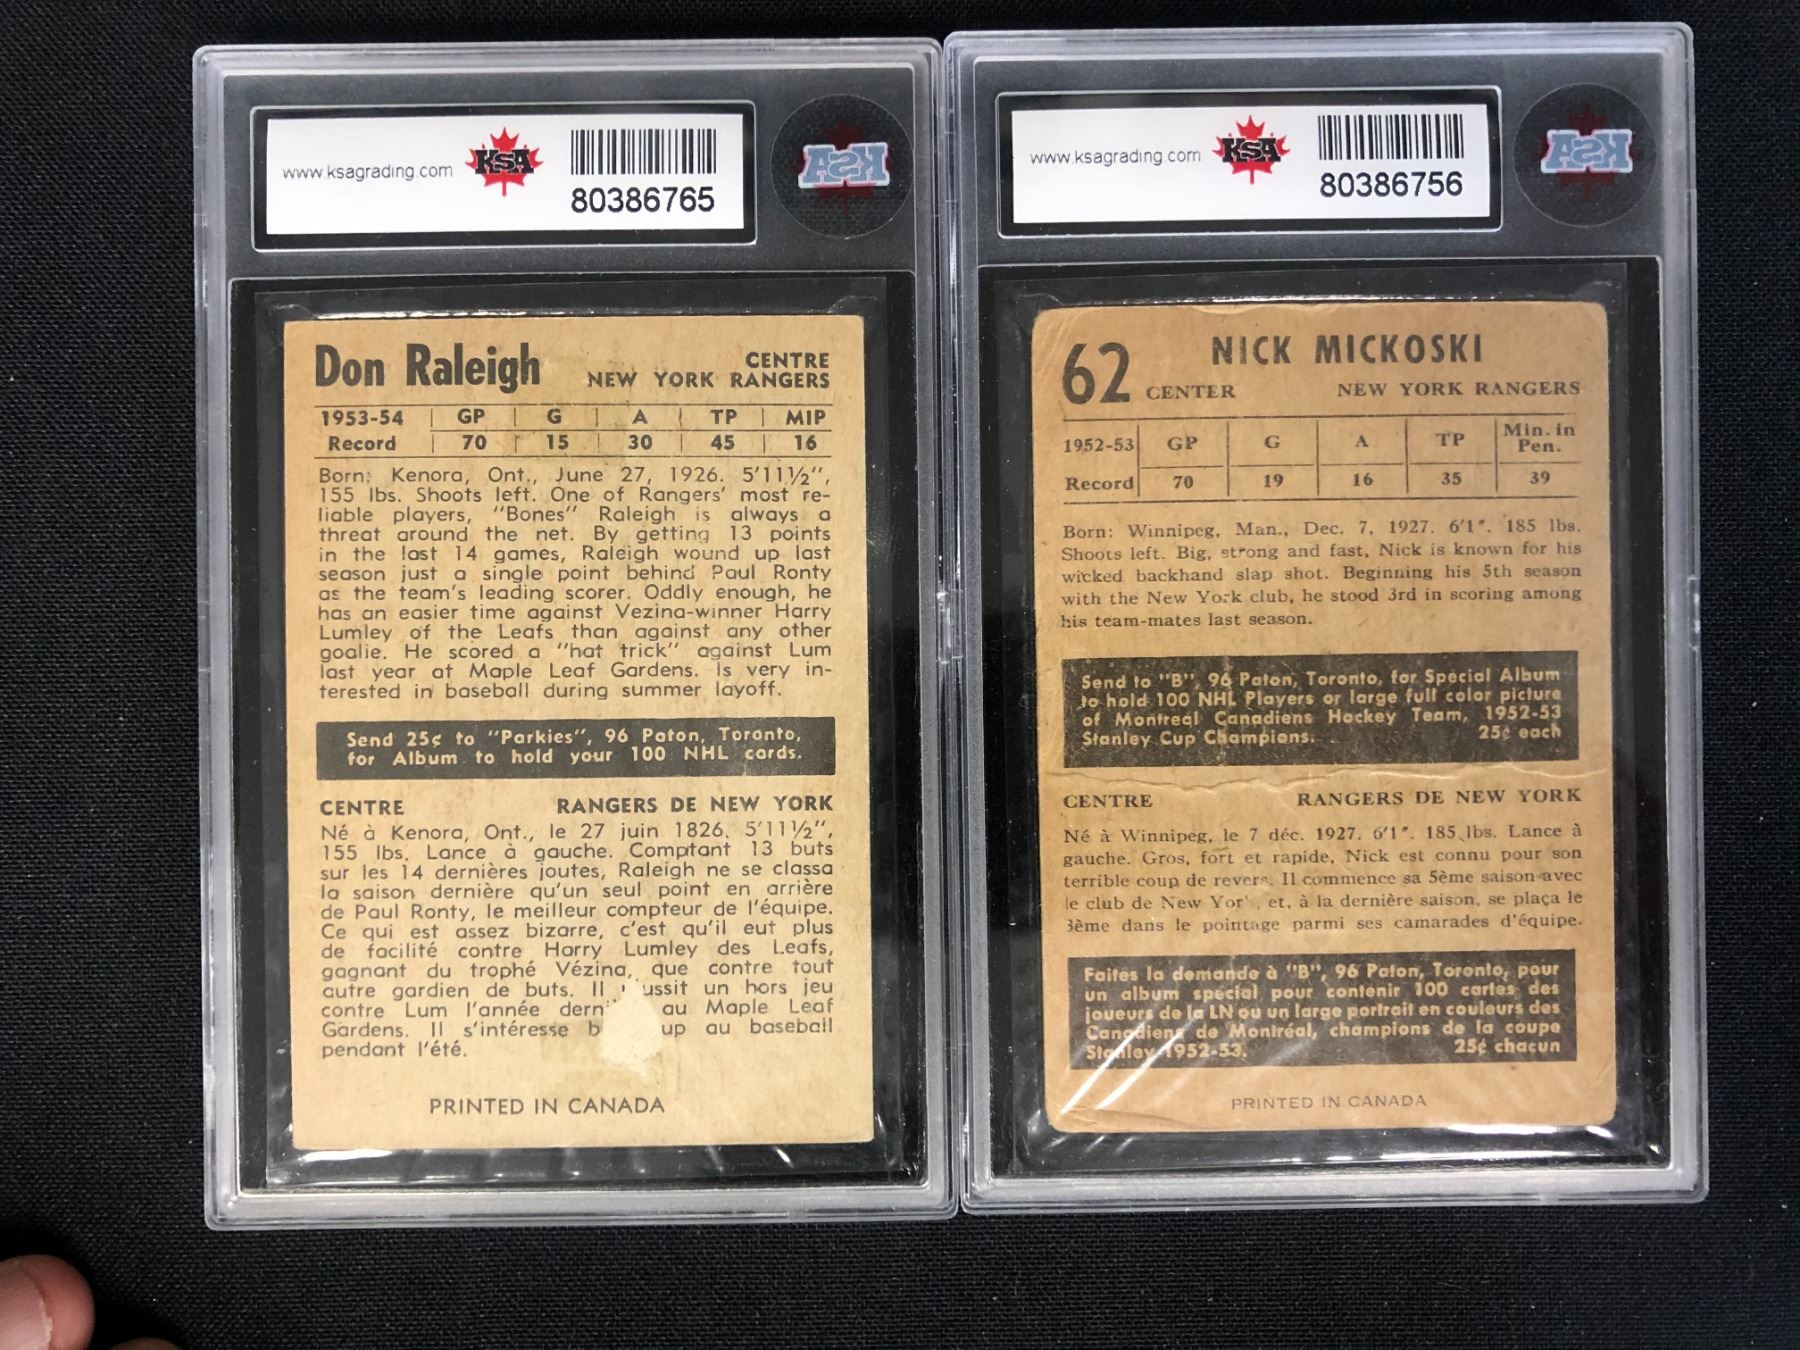 www.ksagrading.com KSA
80386765
KSA
Don Raleigh
CENTRE
NEW YORK RANGERS
1953-54 GP G A TP MIP
Record 70 15 30 45 16
Born: Kenora, Ont., June 27, 1926. 5'11½",
155 lbs. Shoots left. One of Rangers' most re-
liable players, "Bones" Raleigh is always a
threat around the net. By getting 13 points
in the last 14 games, Raleigh wound up last
season just a single point behind Paul Ronty
as the team's leading scorer. Oddly enough, he
has an easier time against Vezina-winner Harry
Lumley of the Leafs than against any other
goalie. He scored a "hat trick" against Lum
last year at Maple Leaf Gardens. Is very in-
terested in baseball during summer layoff.
Send 25¢ to "Parkies", 96 Paton, Toronto,
for Album to hold your 100 NHL cards.
CENTRE RANGERS DE NEW YORK
Né à Kenora, Ont., le 27 juin 1826. 5'11½",
155 lbs. Lance à gauche. Comptant 13 buts
sur les 14 dernières joutes, Raleigh ne se classa
la saison dernière qu'un seul point en arrière
de Paul Ronty, le meilleur compteur de l'équipe.
Ce qui est assez bizarre, c'est qu'il eut plus
de facilité contre Harry Lumley des Leafs,
gagnant du trophé Vézina, que contre tout
autre gardien de buts. Il ussit un hors jeu
contre Lum l'année derni au Maple Leaf
Gardens. Il s'intéresse b up au baseball
pendant l'été.
PRINTED IN CANADA
www.ksagrading.com KSA
80386756
KSA
62 NICK MICKOSKI
CENTER NEW YORK RANGERS
1952-53 GP G A TP Min. in Pen.
Record 70 19 16 35 39
Born: Winnipeg, Man., Dec. 7, 1927. 6'1". 185 lbs.
Shoots left. Big, strong and fast, Nick is known for his
wicked backhand slap shot. Beginning his 5th season
with the New York club, he stood 3rd in scoring among
his team-mates last season.
Send to "B", 96 Paton, Toronto, for Special Album
to hold 100 NHL Players or large full color picture
of Montreal Canadiens Hockey Team, 1952-53
Stanley Cup Champions. 25¢ each
CENTRE RANGERS DE NEW YORK
Né à Winnipeg, le 7 déc. 1927. 6'1". 185 lbs. Lance à
gauche. Gros, fort et rapide, Nick est connu pour son
terrible coup de revers. Il commence sa 5ème saison avec
le club de New Yor , et, à la dernière saison, se plaça le
3ème dans le pointage parmi ses camarades d'équipe.
Faites la demande à "B", 96 Paton, Toronto, pour
un album spécial pour contenir 100 cartes des
joueurs de la LN ou un large portrait en couleurs des
Canadiens de Montréal, champions de la coupe
Stanley 1952-53. 25¢ chacun
PRINTED IN CANADA